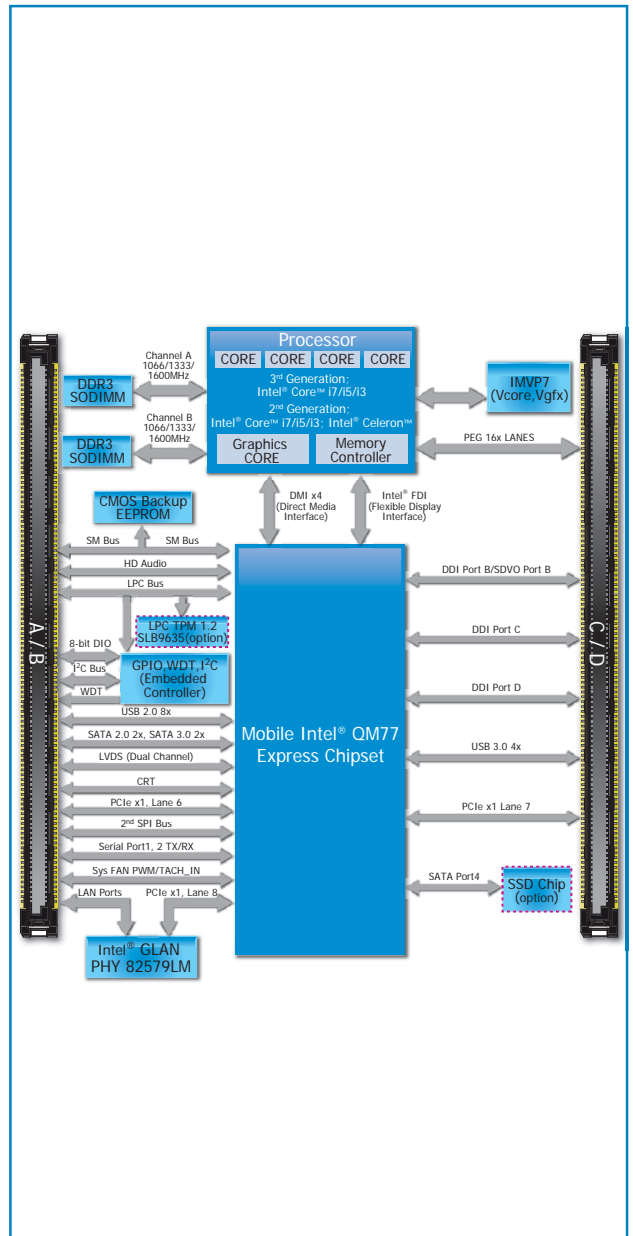 Processor
CORE CORE CORE CORE
3rd Generation;
Intel® Core™ i7/i5/i3
2nd Generation;
Intel® Core™ i7/i5/i3; Intel® Celeron™
Graphics
CORE
Memory
Controller
Channel A
1066/1333/
1600MHz
DDR3
SODIMM
Channel B
1066/1333/
1600MHz
DDR3
SODIMM
IMVP7
(Vcore,Vgfx)
PEG 16x LANES
DMI x4
(Direct Media
Interface)
Intel® FDI
(Flexible Display
Interface)
CMOS Backup
EEPROM
SM Bus
SM Bus
HD Audio
LPC Bus
LPC TPM 1.2
SLB9635(option)
8-bit DIO
I²C Bus
WDT
GPIO,WDT,I²C
(Embedded
Controller)
USB 2.0 8x
SATA 2.0 2x, SATA 3.0 2x
LVDS (Dual Channel)
CRT
PCIe x1, Lane 6
2nd SPI Bus
Serial Port1, 2 TX/RX
Sys FAN PWM/TACH_IN
LAN Ports
PCIe x1, Lane 8
Intel® GLAN
PHY 82579LM
A / B
Mobile Intel® QM77
Express Chipset
DDI Port B/SDVO Port B
DDI Port C
DDI Port D
USB 3.0 4x
PCIe x1 Lane 7
SATA Port4
SSD Chip
(option)
C / D